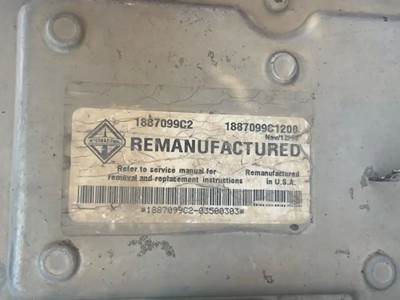 1887099C2 1887099C1200
REMANUFACTURED
Refer to service manual for Remanufactured
removal and replacement instructions in U.S.A.
*1887099C2-03500303*